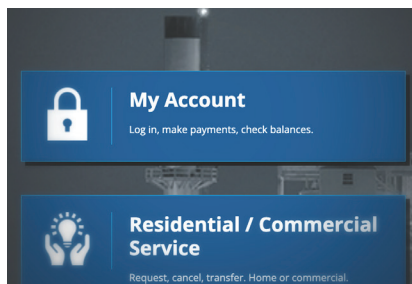 My Account
Log in, make payments, check balances.
Residential / Commercial
Service
Request, cancel, transfer. Home or commercial.